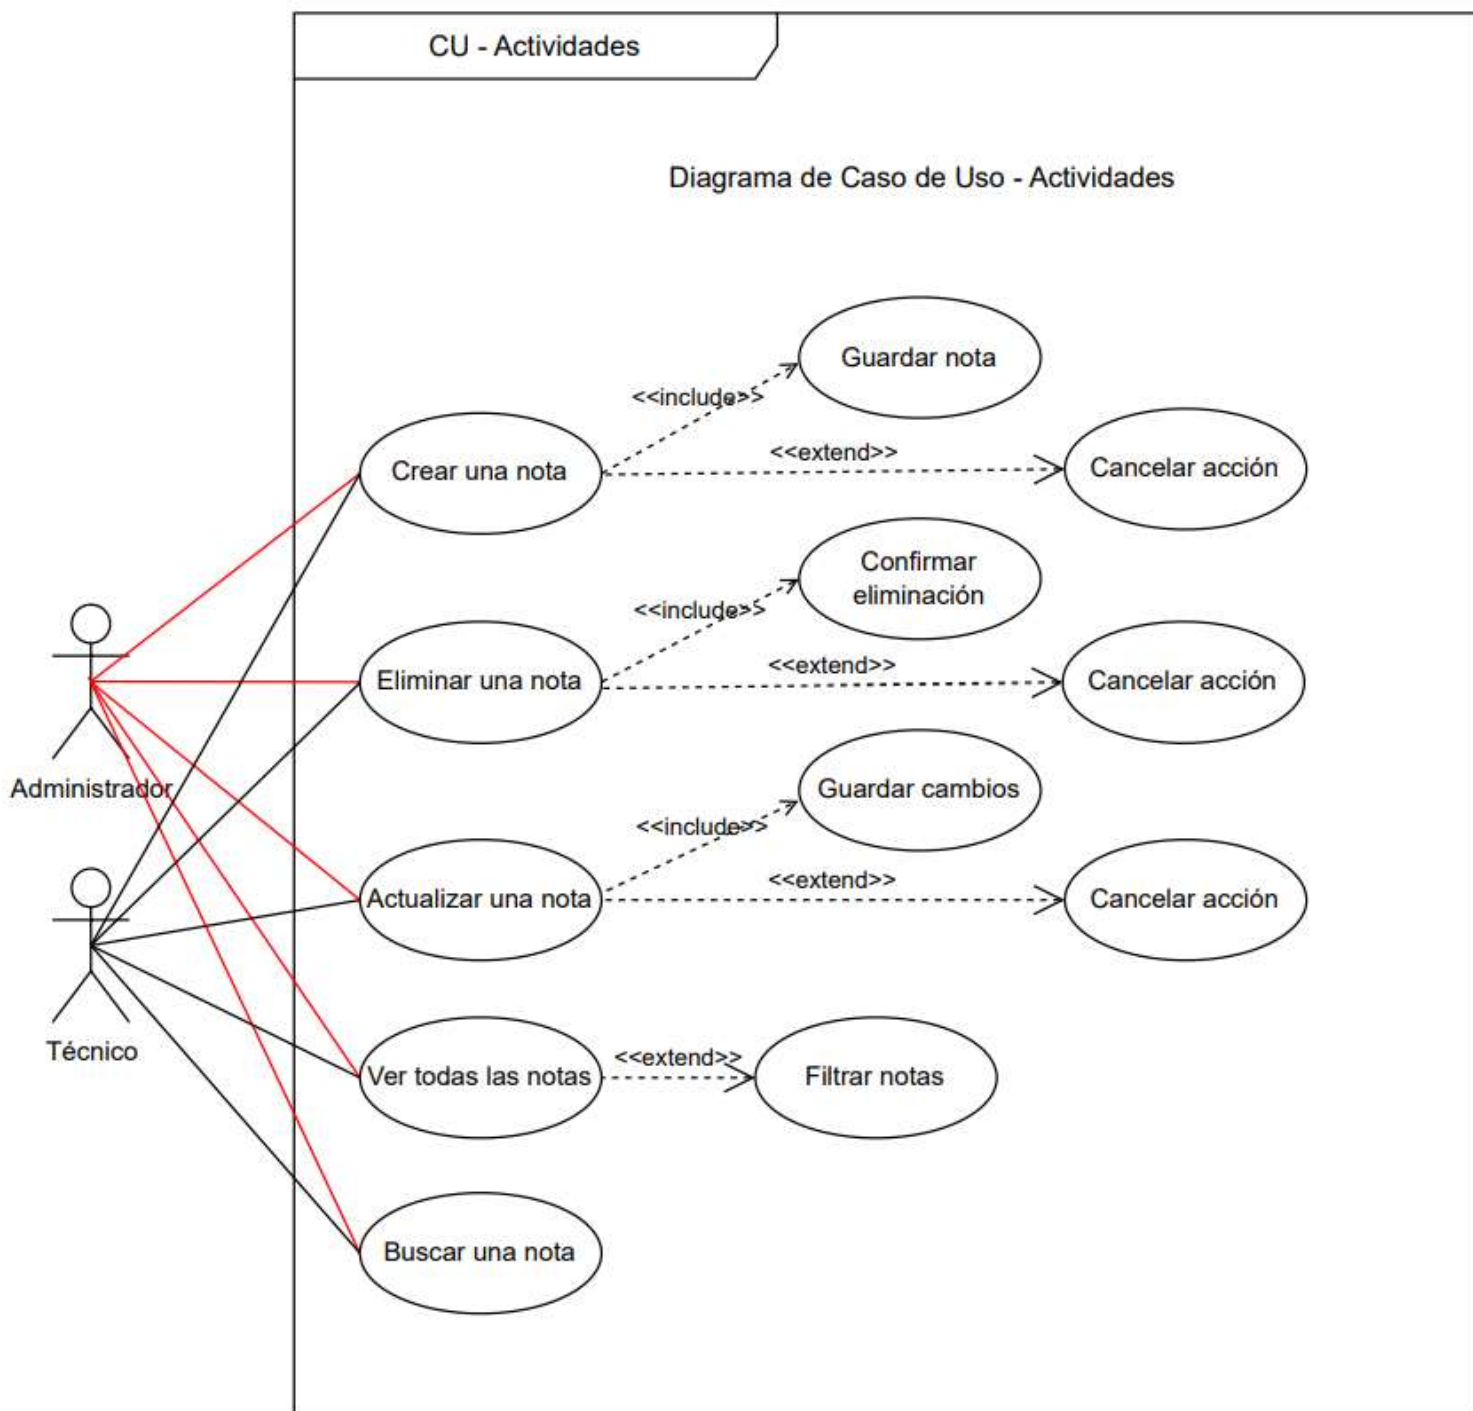 CU - Actividades
Diagrama de Caso de Uso - Actividades
Guardar nota
<<include>>
Crear una nota
<<extend>>
Cancelar acción
Confirmar
eliminación
<<include>>
Eliminar una nota
<<extend>>
Cancelar acción
Administrador
Guardar cambios
<<include>>
Actualizar una nota
<<extend>>
Cancelar acción
Técnico
Ver todas las notas
<<extend>>
Filtrar notas
Buscar una nota